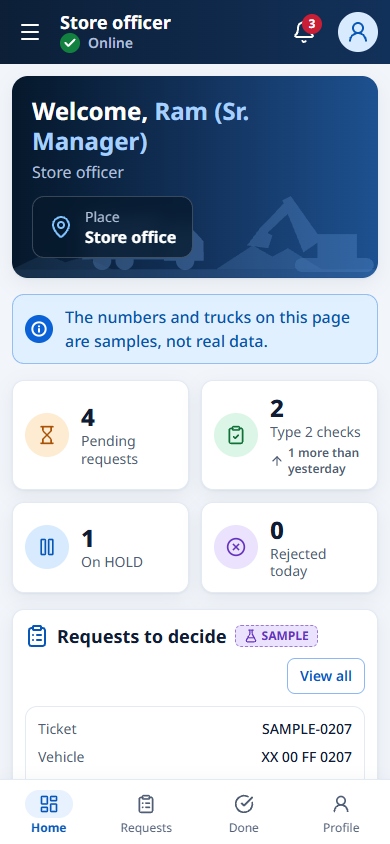 Store officer
3
Online
Welcome, Ram (Sr.
Manager)
Store officer
Place
Store office
The numbers and trucks on this page
are samples, not real data.
4
Pending
requests
2
Type 2 checks
1 more than
yesterday
1
On HOLD
0
Rejected
today
Requests to decide
SAMPLE
View all
Ticket
SAMPLE-0207
Vehicle
XX 00 FF 0207
Home
Requests
Done
Profile